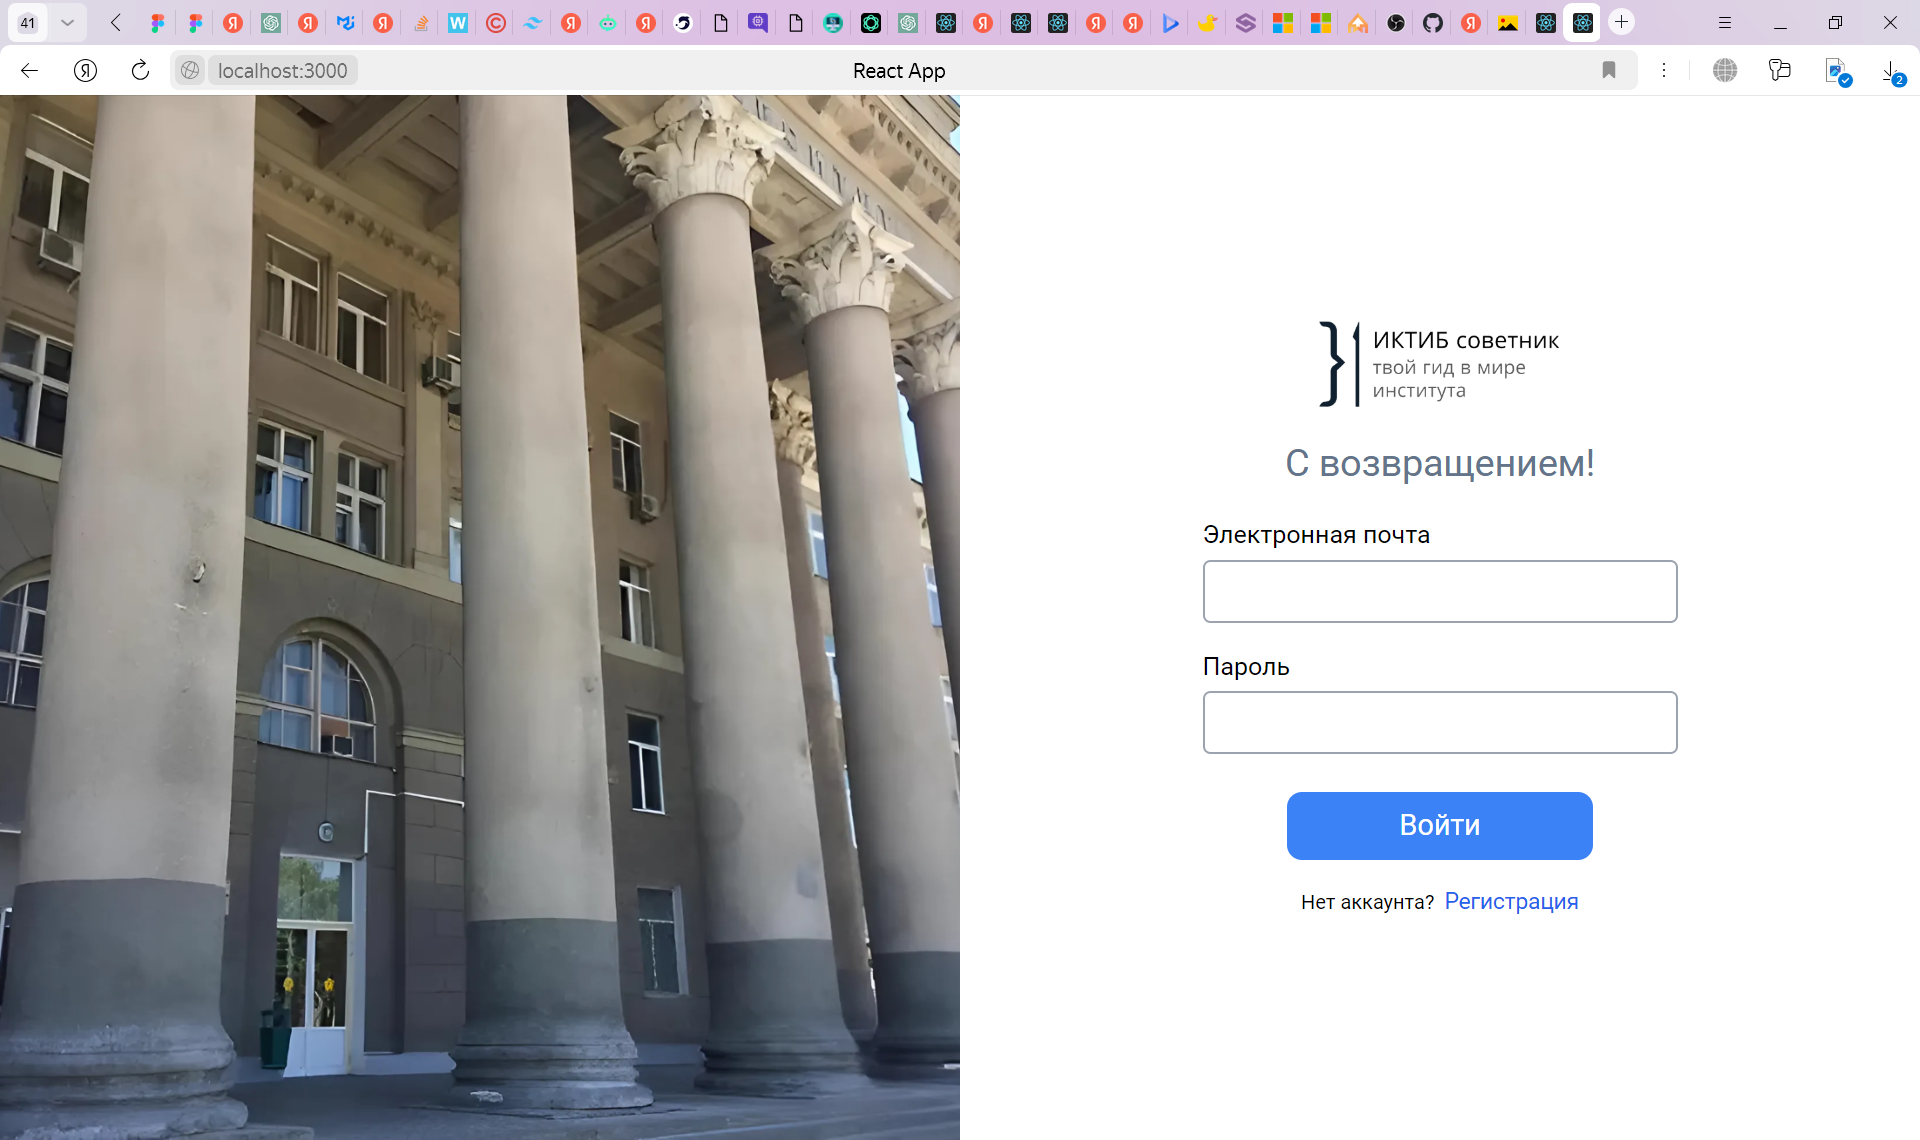 41
localhost:3000
React App
2
ИКТИБ советник
твой гид в мире
института
С возвращением!
Электронная почта
Пароль
Войти
Нет аккаунта? Регистрация